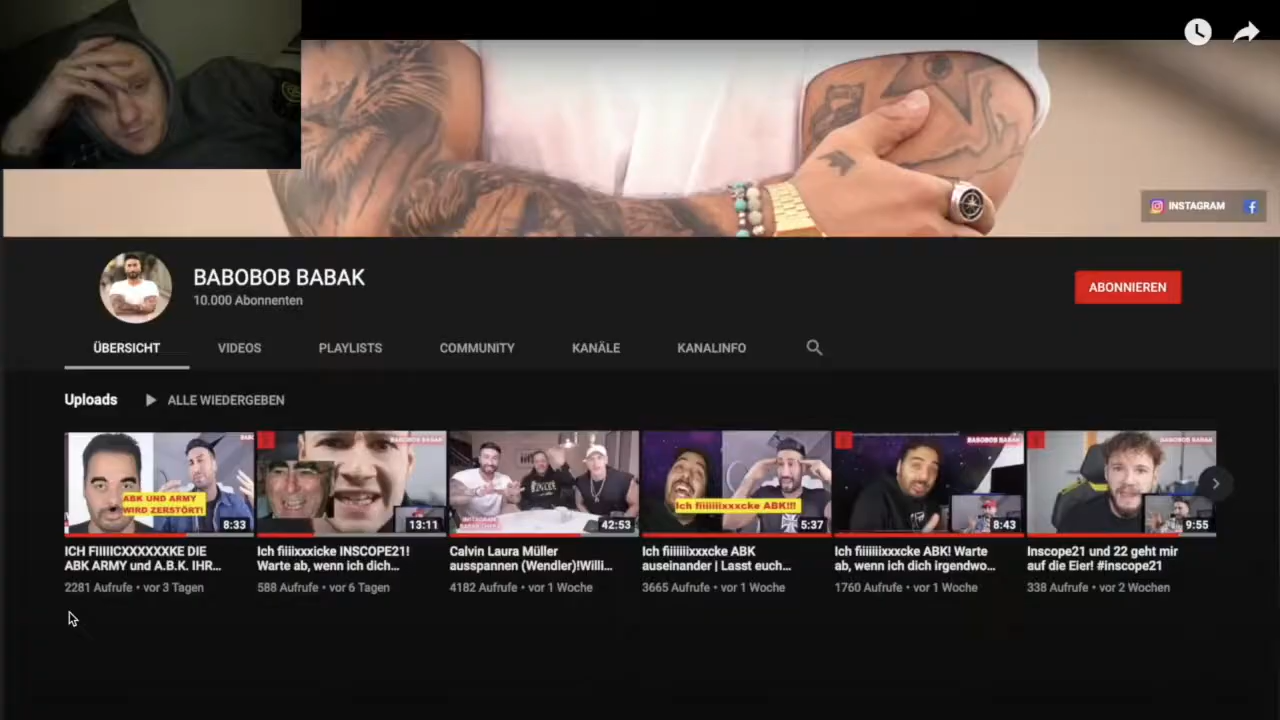 INSTAGRAM
BABOBOB BABAK
10.000 Abonnenten
ABONNIEREN
ÜBERSICHT
VIDEOS
PLAYLISTS
COMMUNITY
KANÄLE
KANALINFO
Uploads
ALLE WIEDERGEBEN
ABK UND ARMY
WIRD ZERSTÖRT!
8:33
ICH FIIIICXXXXXXXKE DIE
ABK ARMY und A.B.K. IHR...
2281 Aufrufe • vor 3 Tagen
BABOBOB BABAK
13:11
Ich fiiiixxxicke INSCOPE21!
Warte ab, wenn ich dich...
588 Aufrufe • vor 6 Tagen
INSTAGRAM
42:53
Calvin Laura Müller
ausspannen (Wendler)!Willi...
4182 Aufrufe • vor 1 Woche
Ich fiiiiiiixxxcke ABK!!!
5:37
Ich fiiiiiiixxxcke ABK
auseinander | Lasst euch...
3665 Aufrufe • vor 1 Woche
BABOBOB BABAK
8:43
Ich fiiiiiiixxxcke ABK! Warte
ab, wenn ich dich irgendwo...
1760 Aufrufe • vor 1 Woche
BABOBOB BABAK
9:55
Inscope21 und 22 geht mir
auf die Eier! #inscope21
338 Aufrufe • vor 2 Wochen